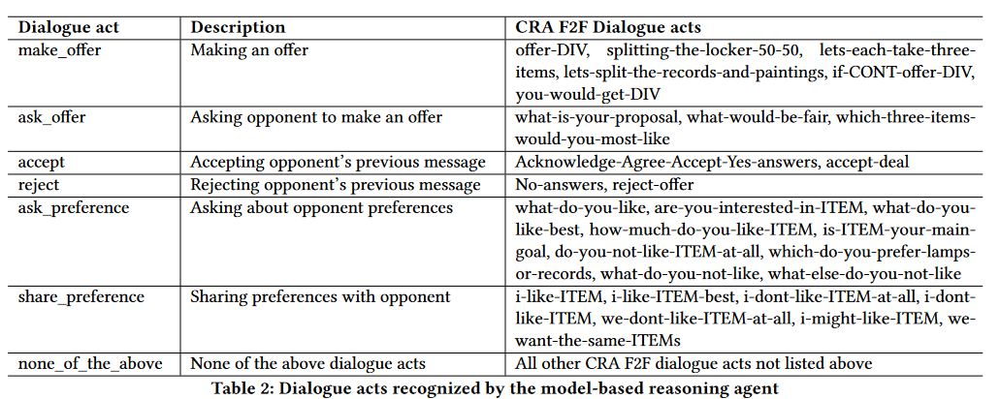 Dialogue act Description CRA F2F Dialogue acts
make_offer Making an offer offer-DIV, splitting-the-locker-50-50, lets-each-take-three-
items, lets-split-the-records-and-paintings, if-CONT-offer-DIV,
you-would-get-DIV
ask_offer Asking opponent to make an offer what-is-your-proposal, what-would-be-fair, which-three-items-
would-you-most-like
accept Accepting opponent's previous message Acknowledge-Agree-Accept-Yes-answers, accept-deal
reject Rejecting opponent's previous message No-answers, reject-offer
ask_preference Asking about opponent preferences what-do-you-like, are-you-interested-in-ITEM, what-do-you-
like-best, how-much-do-you-like-ITEM, is-ITEM-your-main-
goal, do-you-not-like-ITEM-at-all, which-do-you-prefer-lamps-
or-records, what-do-you-not-like, what-else-do-you-not-like
share_preference Sharing preferences with opponent i-like-ITEM, i-like-ITEM-best, i-dont-like-ITEM-at-all, i-dont-
like-ITEM, we-dont-like-ITEM-at-all, i-might-like-ITEM, we-
want-the-same-ITEMs
none_of_the_above None of the above dialogue acts All other CRA F2F dialogue acts not listed above
Table 2: Dialogue acts recognized by the model-based reasoning agent